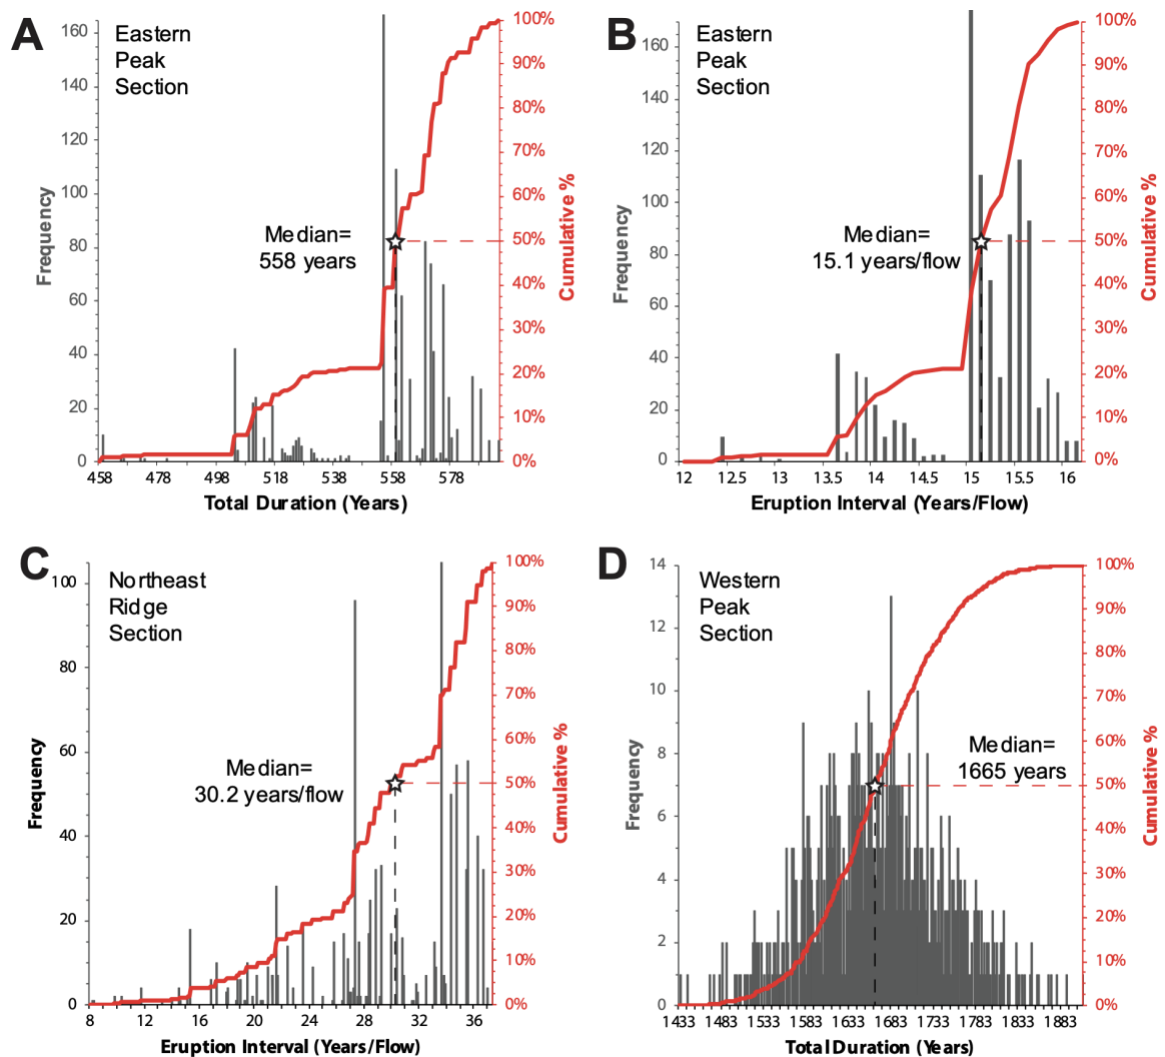 A
Eastern
Peak
Section
Median=
558 years
Frequency
160
140
120
100
80
60
40
20
0
100%
90%
80%
70%
60%
50%
40%
30%
20%
10%
0%
Cumulative %
458 478 498 518 538 558 578
Total Duration (Years)
B
Eastern
Peak
Section
Median=
15.1 years/flow
Frequency
160
140
120
100
80
60
40
20
0
100%
90%
80%
70%
60%
50%
40%
30%
20%
10%
0%
Cumulative %
12 12.5 13 13.5 14 14.5 15 15.5 16
Eruption Interval (Years/Flow)
C
Northeast
Ridge
Section
Median=
30.2 years/flow
Frequency
100
80
60
40
20
0
100%
90%
80%
70%
60%
50%
40%
30%
20%
10%
0%
Cumulative %
8 12 16 20 24 28 32 36
Eruption Interval (Years/Flow)
D
Western
Peak
Section
Median=
1665 years
Frequency
14
12
10
8
6
4
2
0
100%
90%
80%
70%
60%
50%
40%
30%
20%
10%
0%
Cumulative %
1433 1483 1533 1583 1633 1683 1733 1783 1833 1883
Total Duration (Years)